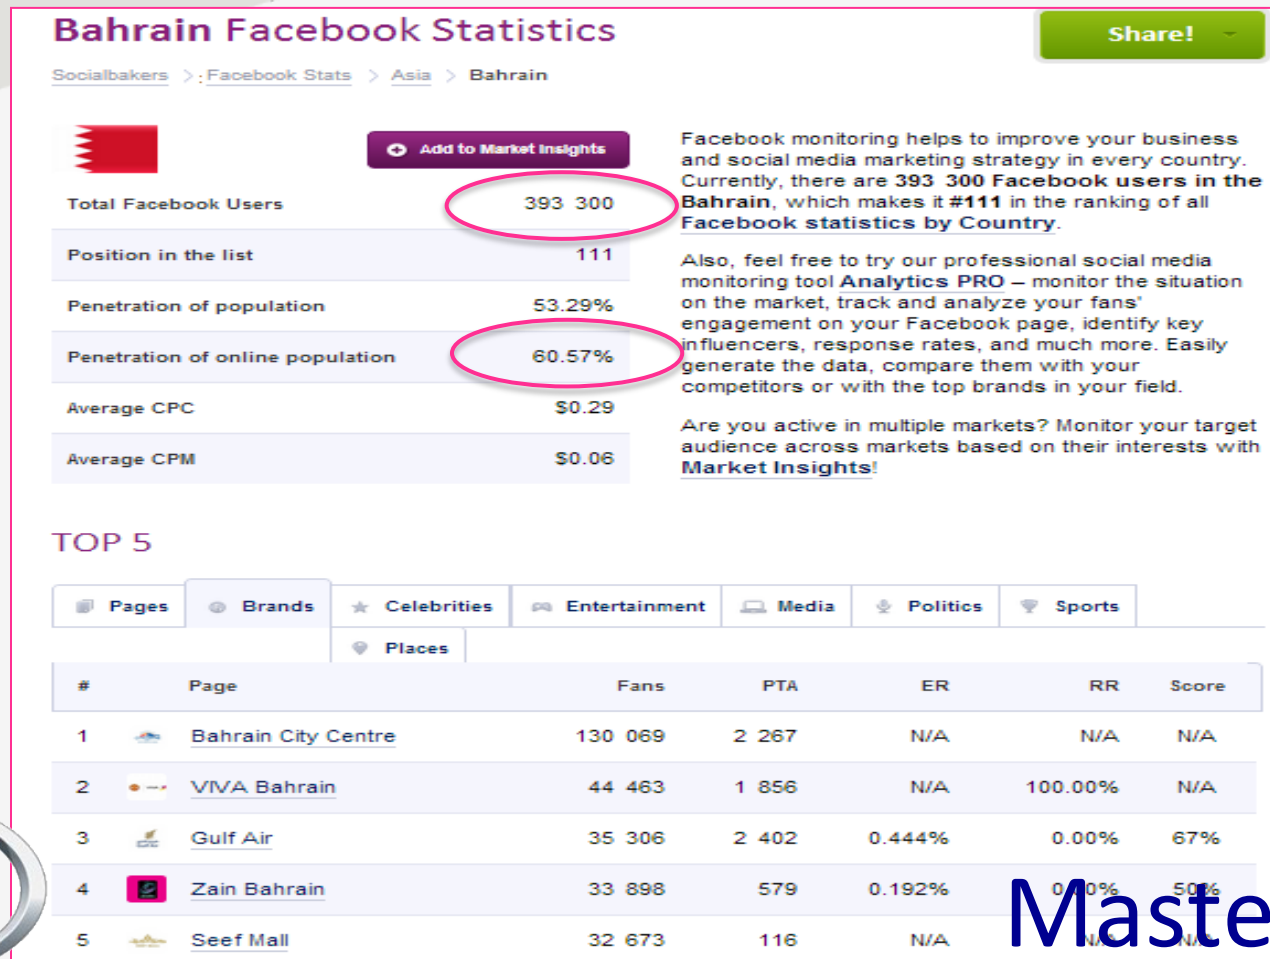 Bahrain Facebook Statistics
Share!
Socialbakers > : Facebook Stats > Asia > Bahrain
Add to Market Insights
Total Facebook Users 393 300
Position in the list 111
Penetration of population 53.29%
Penetration of online population 60.57%
Average CPC $0.29
Average CPM $0.06
Facebook monitoring helps to improve your business
and social media marketing strategy in every country.
Currently, there are 393 300 Facebook users in the
Bahrain, which makes it #111 in the ranking of all
Facebook statistics by Country.
Also, feel free to try our professional social media
monitoring tool Analytics PRO – monitor the situation
on the market, track and analyze your fans'
engagement on your Facebook page, identify key
influencers, response rates, and much more. Easily
generate the data, compare them with your
competitors or with the top brands in your field.
Are you active in multiple markets? Monitor your target
audience across markets based on their interests with
Market Insights!
TOP 5
Pages Brands Celebrities Entertainment Media Politics Sports
Places
# Page Fans PTA ER RR Score
1 Bahrain City Centre 130 069 2 267 N/A N/A N/A
2 VIVA Bahrain 44 463 1 856 N/A 100.00% N/A
3 Gulf Air 35 306 2 402 0.444% 0.00% 67%
4 Zain Bahrain 33 898 579 0.192% 0.00% 50%
5 Seef Mall 32 673 116 N/A N/A N/A
Maste